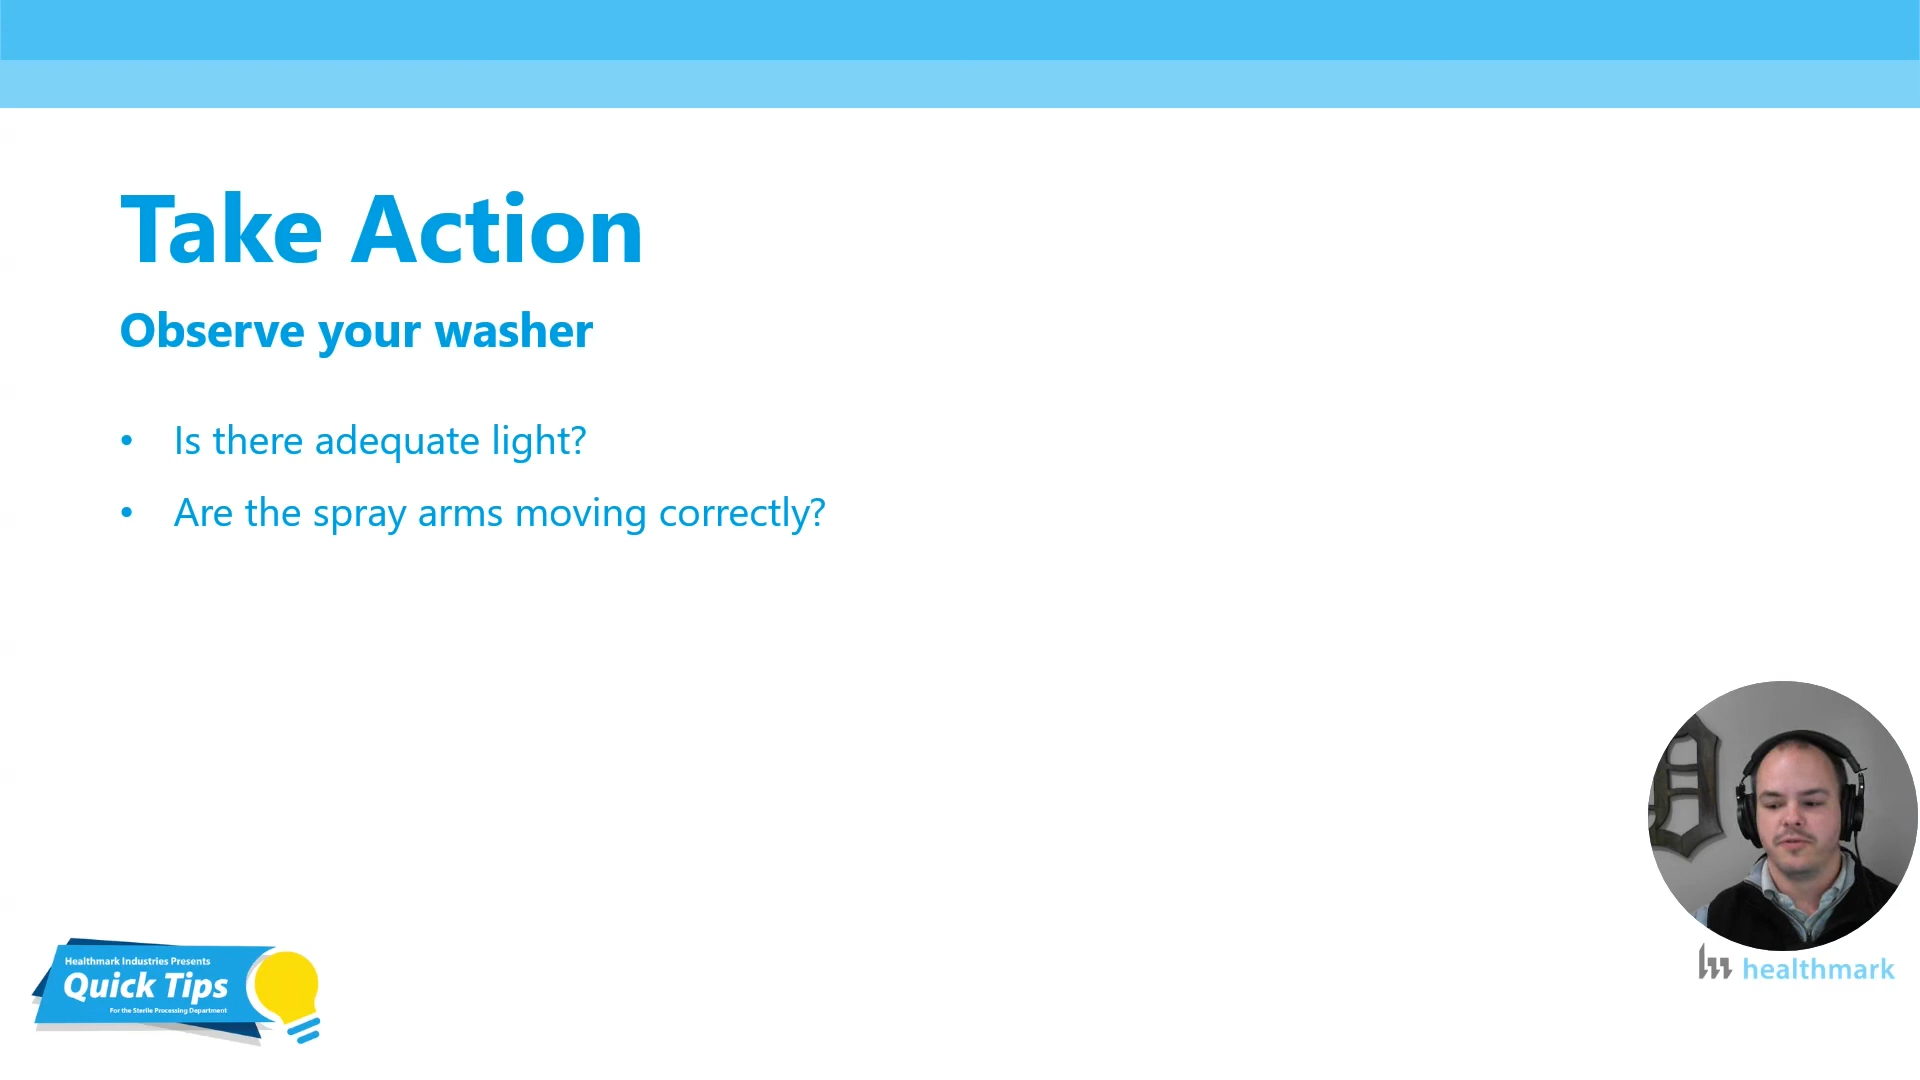 Take Action
Observe your washer
• Is there adequate light?
• Are the spray arms moving correctly?
Healthmark Industries Presents
Quick Tips
For the Sterile Processing Department
healthmark